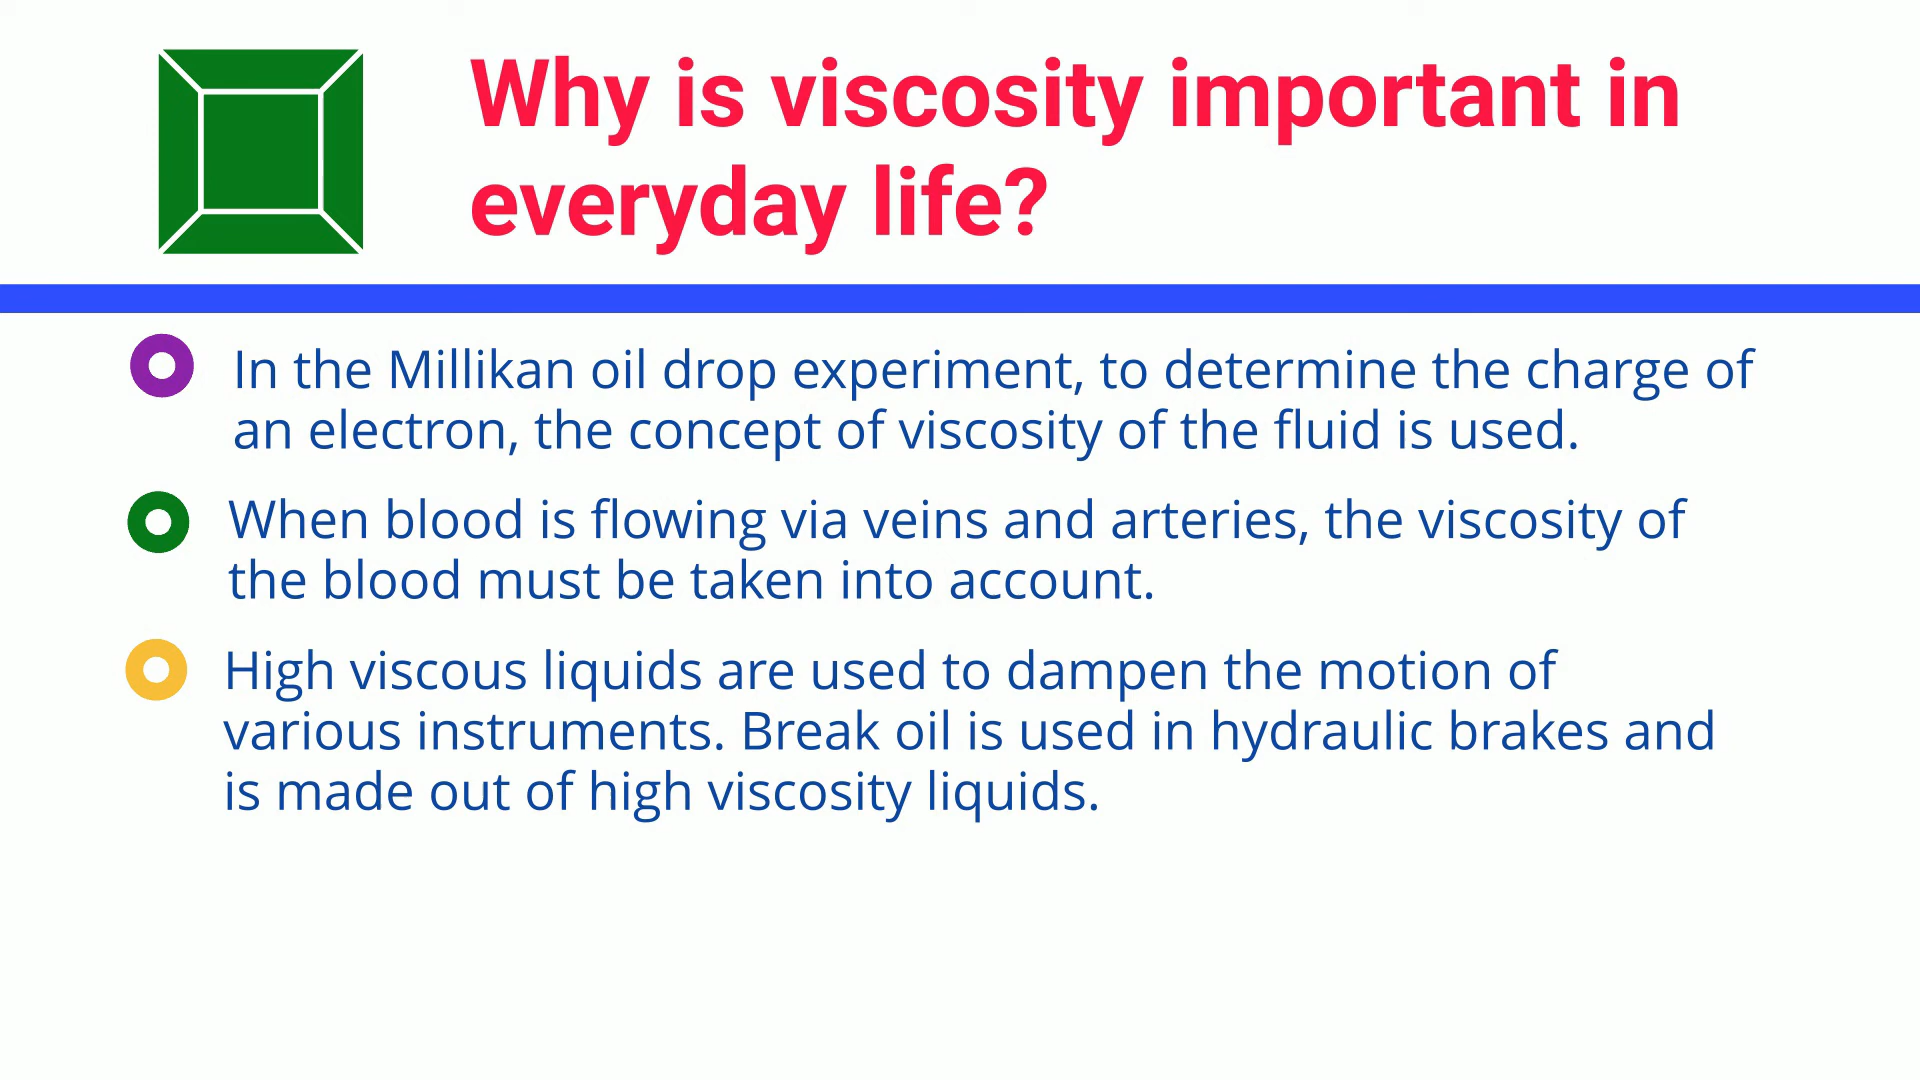 Why is viscosity important in
everyday life?
In the Millikan oil drop experiment, to determine the charge of
an electron, the concept of viscosity of the fluid is used.
When blood is flowing via veins and arteries, the viscosity of
the blood must be taken into account.
High viscous liquids are used to dampen the motion of
various instruments. Break oil is used in hydraulic brakes and
is made out of high viscosity liquids.